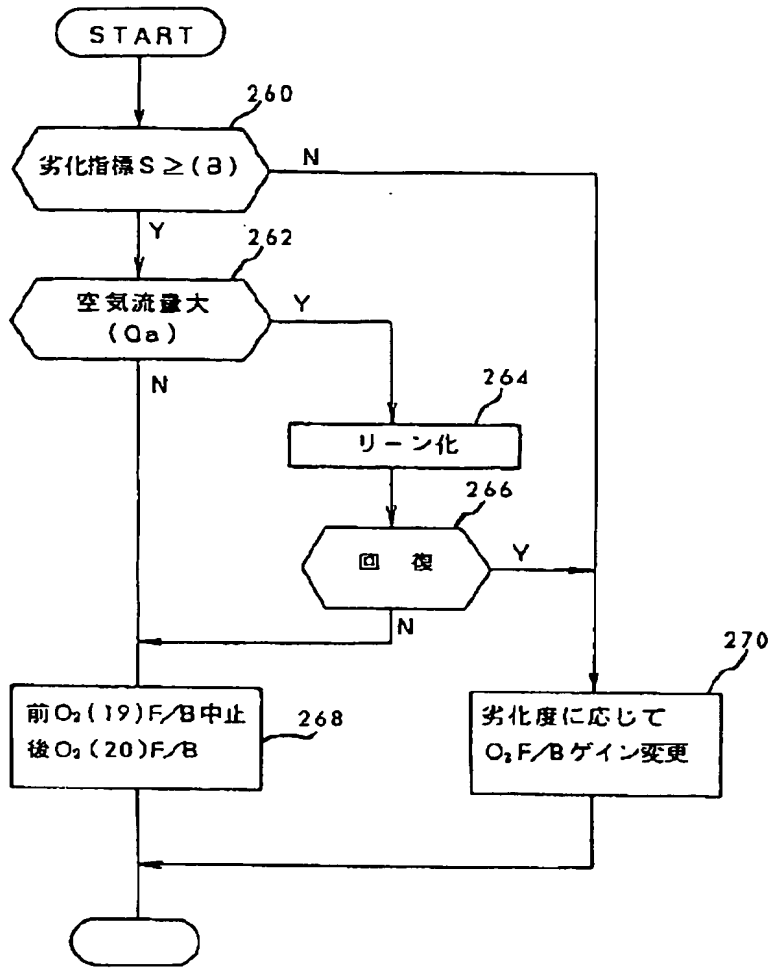 START
260
劣化指標S≥(B)
N
Y
262
空気流量大
(Qa)
Y
N
264
リーン化
266
回 復
Y
N
270
前O₂(19)F/B中止
後O₂(20)F/B
268
劣化度に応じて
O₂F/Bゲイン変更